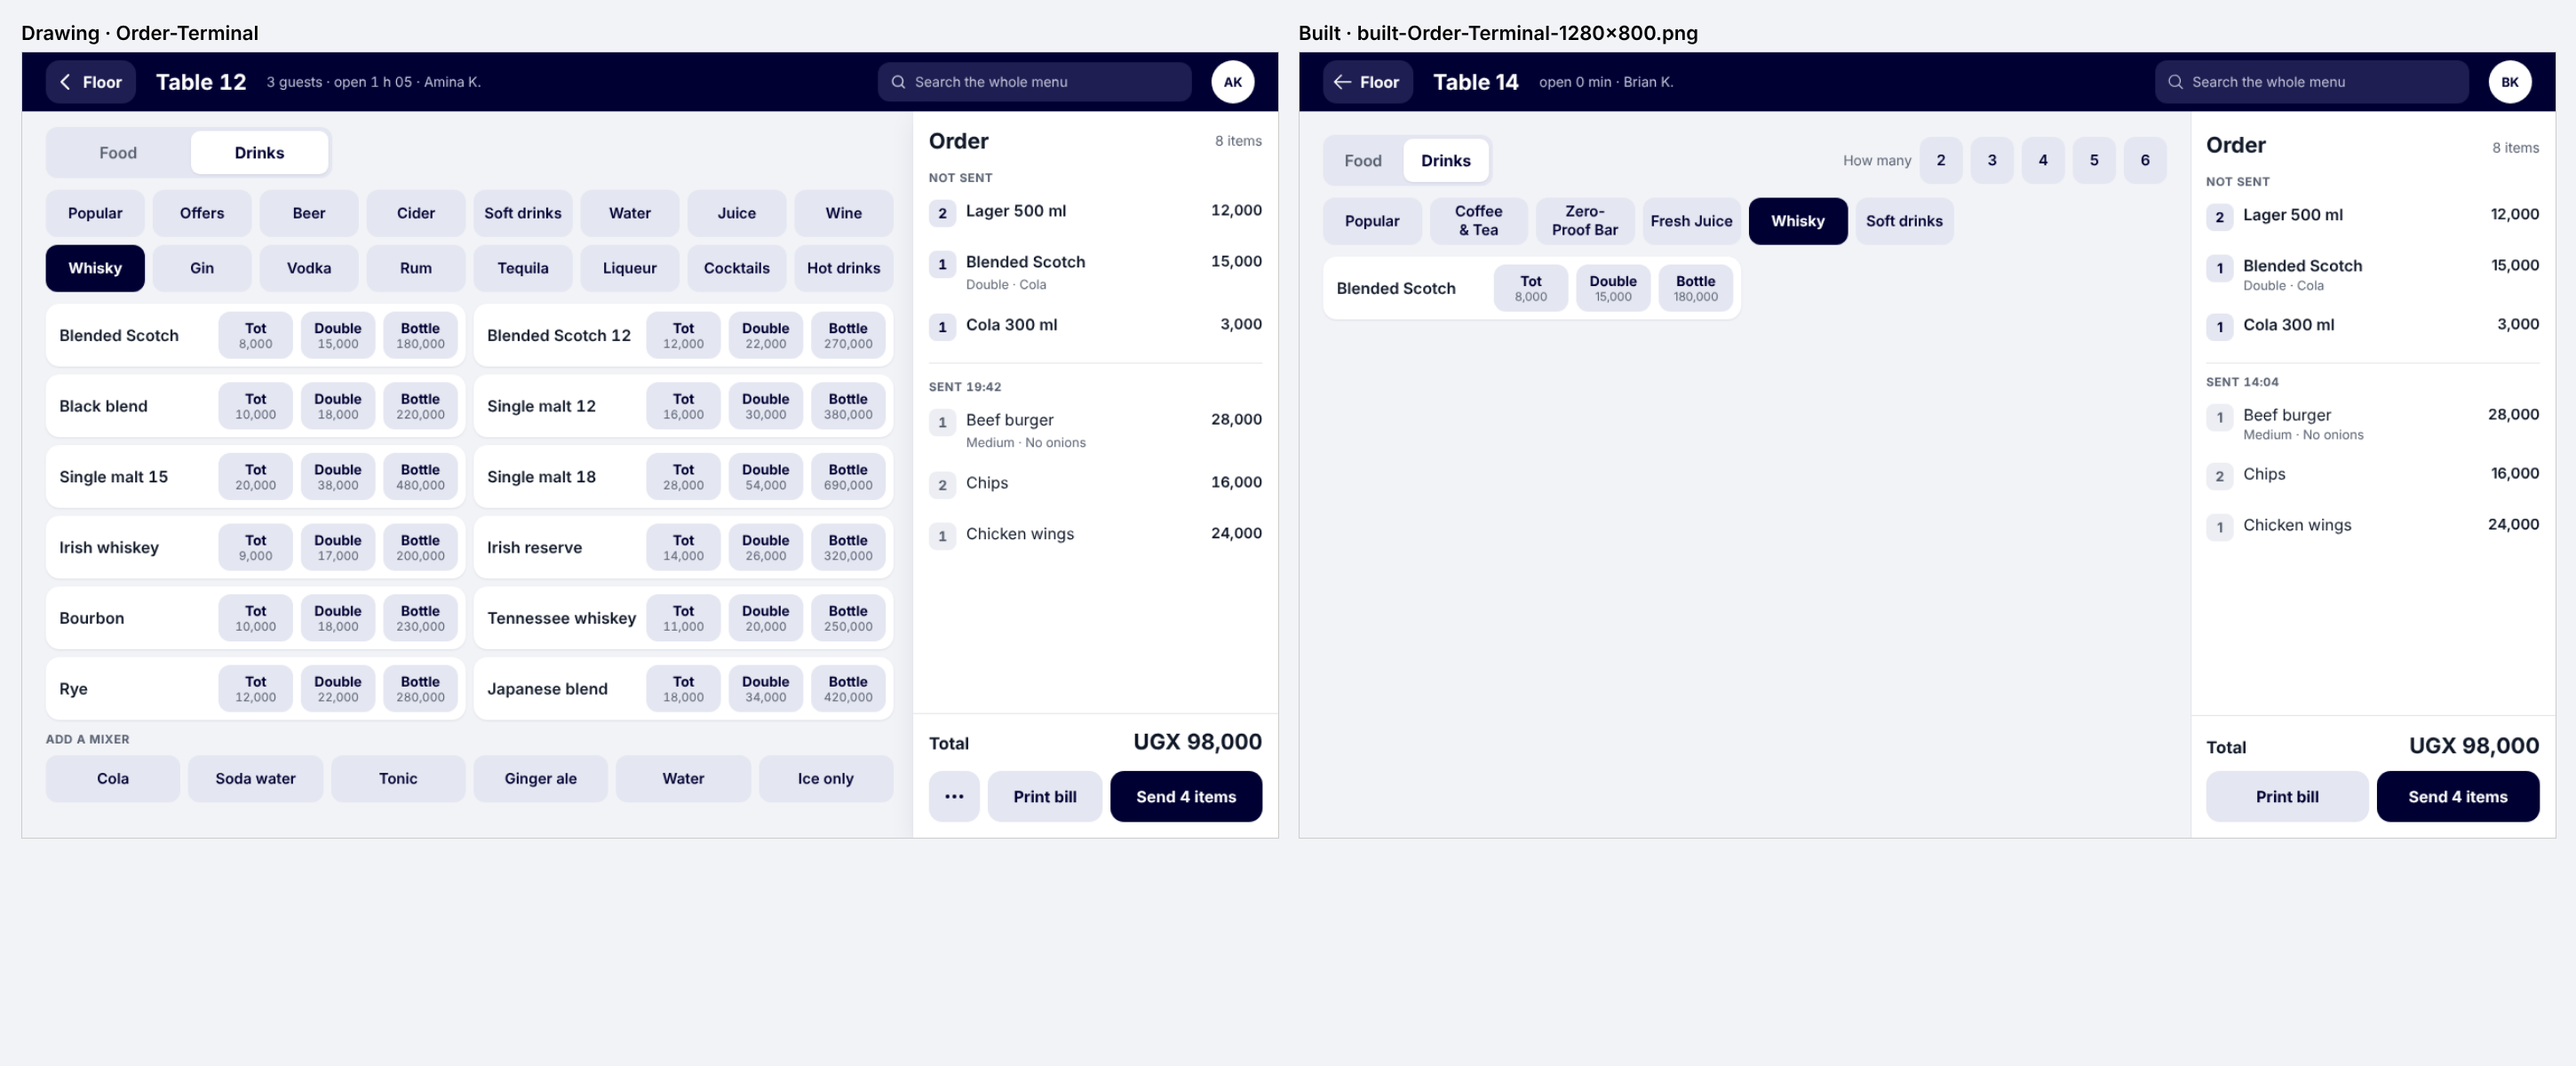 Drawing · Order-Terminal
Floor
Table 12
3 guests · open 1 h 05 · Amina K.
Search the whole menu
AK
Food
Drinks
Popular
Offers
Beer
Cider
Soft drinks
Water
Juice
Wine
Whisky
Gin
Vodka
Rum
Tequila
Liqueur
Cocktails
Hot drinks
Blended Scotch
Tot
8,000
Double
15,000
Bottle
180,000
Blended Scotch 12
Tot
12,000
Double
22,000
Bottle
270,000
Black blend
Tot
10,000
Double
18,000
Bottle
220,000
Single malt 12
Tot
16,000
Double
30,000
Bottle
380,000
Single malt 15
Tot
20,000
Double
38,000
Bottle
480,000
Single malt 18
Tot
28,000
Double
54,000
Bottle
690,000
Irish whiskey
Tot
9,000
Double
17,000
Bottle
200,000
Irish reserve
Tot
14,000
Double
26,000
Bottle
320,000
Bourbon
Tot
10,000
Double
18,000
Bottle
230,000
Tennessee whiskey
Tot
11,000
Double
20,000
Bottle
250,000
Rye
Tot
12,000
Double
22,000
Bottle
280,000
Japanese blend
Tot
18,000
Double
34,000
Bottle
420,000
ADD A MIXER
Cola
Soda water
Tonic
Ginger ale
Water
Ice only
Order
8 items
NOT SENT
2 Lager 500 ml 12,000
1 Blended Scotch 15,000
Double · Cola
1 Cola 300 ml 3,000
SENT 19:42
1 Beef burger 28,000
Medium · No onions
2 Chips 16,000
1 Chicken wings 24,000
Total UGX 98,000
Print bill
Send 4 items
Built · built-Order-Terminal-1280×800.png
Floor
Table 14
open 0 min · Brian K.
Search the whole menu
BK
Food
Drinks
How many
2
3
4
5
6
Popular
Coffee
& Tea
Zero-
Proof Bar
Fresh Juice
Whisky
Soft drinks
Blended Scotch
Tot
8,000
Double
15,000
Bottle
180,000
Order
8 items
NOT SENT
2 Lager 500 ml 12,000
1 Blended Scotch 15,000
Double · Cola
1 Cola 300 ml 3,000
SENT 14:04
1 Beef burger 28,000
Medium · No onions
2 Chips 16,000
1 Chicken wings 24,000
Total UGX 98,000
Print bill
Send 4 items